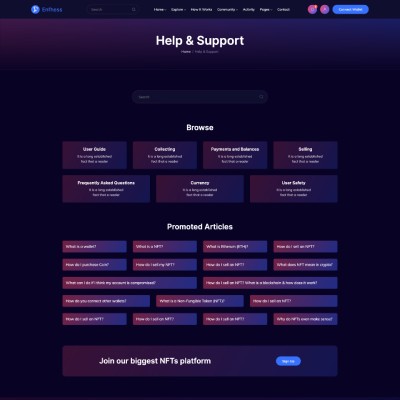 EnPress
Search
Home Explore How It Works Community Activity Pages Contact
Connect Wallet
Help & Support
Home / Help & Support
Search
Browse
User Guide
It is a long established
fact that a reader
Collecting
It is a long established
fact that a reader
Payments and Balances
It is a long established
fact that a reader
Selling
It is a long established
fact that a reader
Frequently Asked Questions
It is a long established
fact that a reader
Currency
It is a long established
fact that a reader
User Safety
It is a long established
fact that a reader
Promoted Articles
What is a wallet?
What is a NFT?
What is Ethereum (ETH)?
How do I sell an NFT?
How do I purchase Coin?
How do I sell my NFT?
How do I sell an NFT?
What does NFT mean in crypto?
What can I do if I think my account is compromised?
How do I sell an NFT? What is a blockchain & how does it work?
How do you connect other wallets?
What is a Non-Fungible Token (NFT)?
How do I sell an NFT?
How do I sell an NFT?
How do I sell an NFT?
How do I sell an NFT?
Why do NFTs even make sense?
Join our biggest NFTs platform
Sign Up